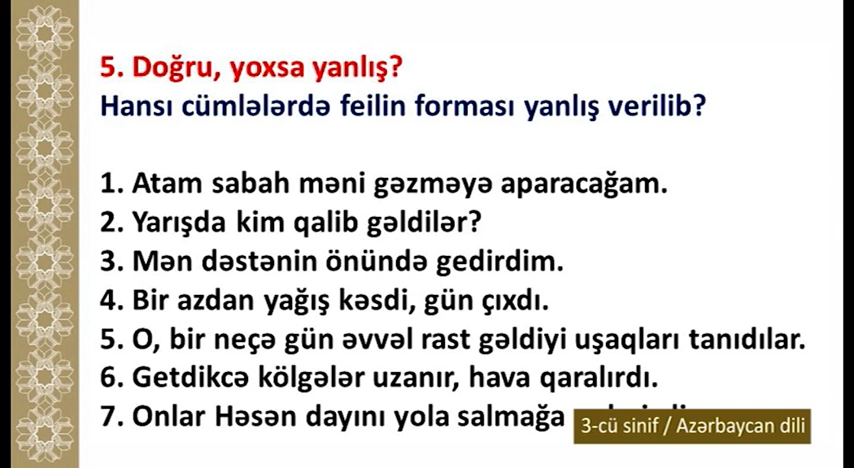 5. Doğru, yoxsa yanlış?
Hansı cümlələrdə feilin forması yanlış verilib?
1. Atam sabah məni gəzməyə aparacağam.
2. Yarışda kim qalib gəldilər?
3. Mən dəstənin önündə gedirdim.
4. Bir azdan yağış kəsdi, gün çıxdı.
5. O, bir neçə gün əvvəl rast gəldiyi uşaqları tanıdılar.
6. Getdikcə kölgələr uzanır, hava qaralırdı.
7. Onlar Həsən dayını yola salmağa
3-cü sinif / Azərbaycan dili